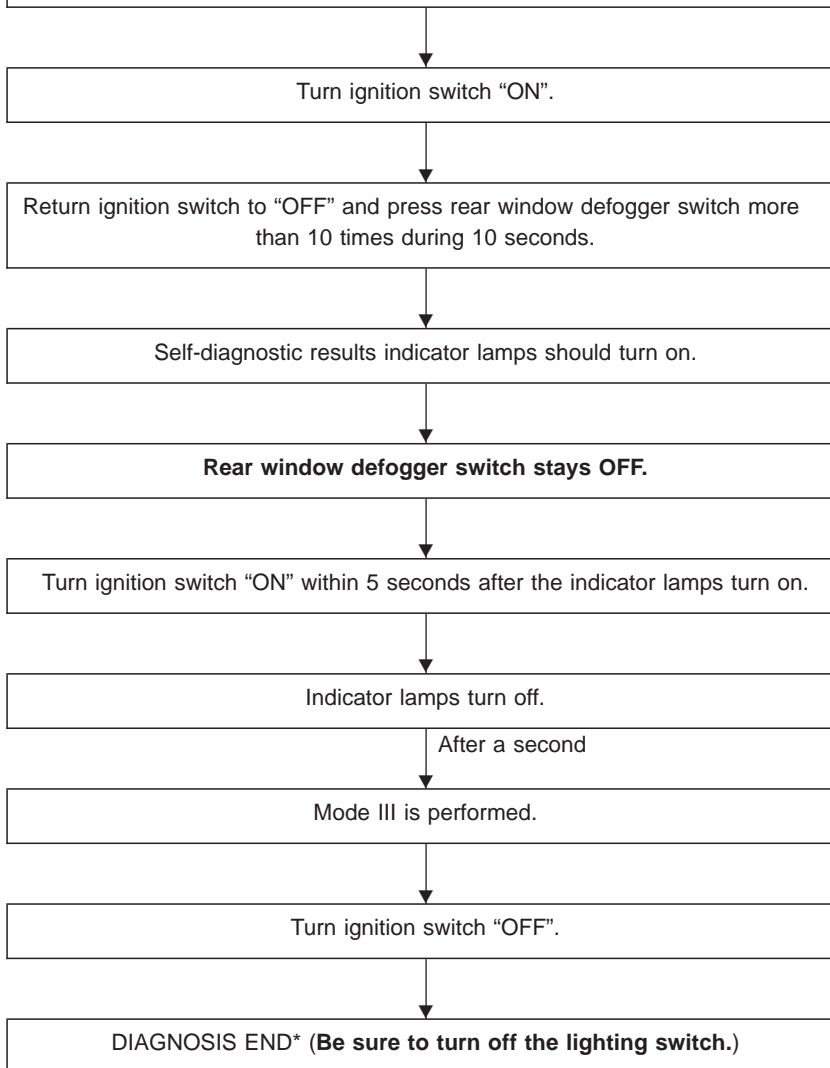 Turn ignition switch “ON”.
Return ignition switch to “OFF” and press rear window defogger switch more
than 10 times during 10 seconds.
Self-diagnostic results indicator lamps should turn on.
Rear window defogger switch stays OFF.
Turn ignition switch “ON” within 5 seconds after the indicator lamps turn on.
Indicator lamps turn off.
After a second
Mode III is performed.
Turn ignition switch “OFF”.
DIAGNOSIS END* (Be sure to turn off the lighting switch.)